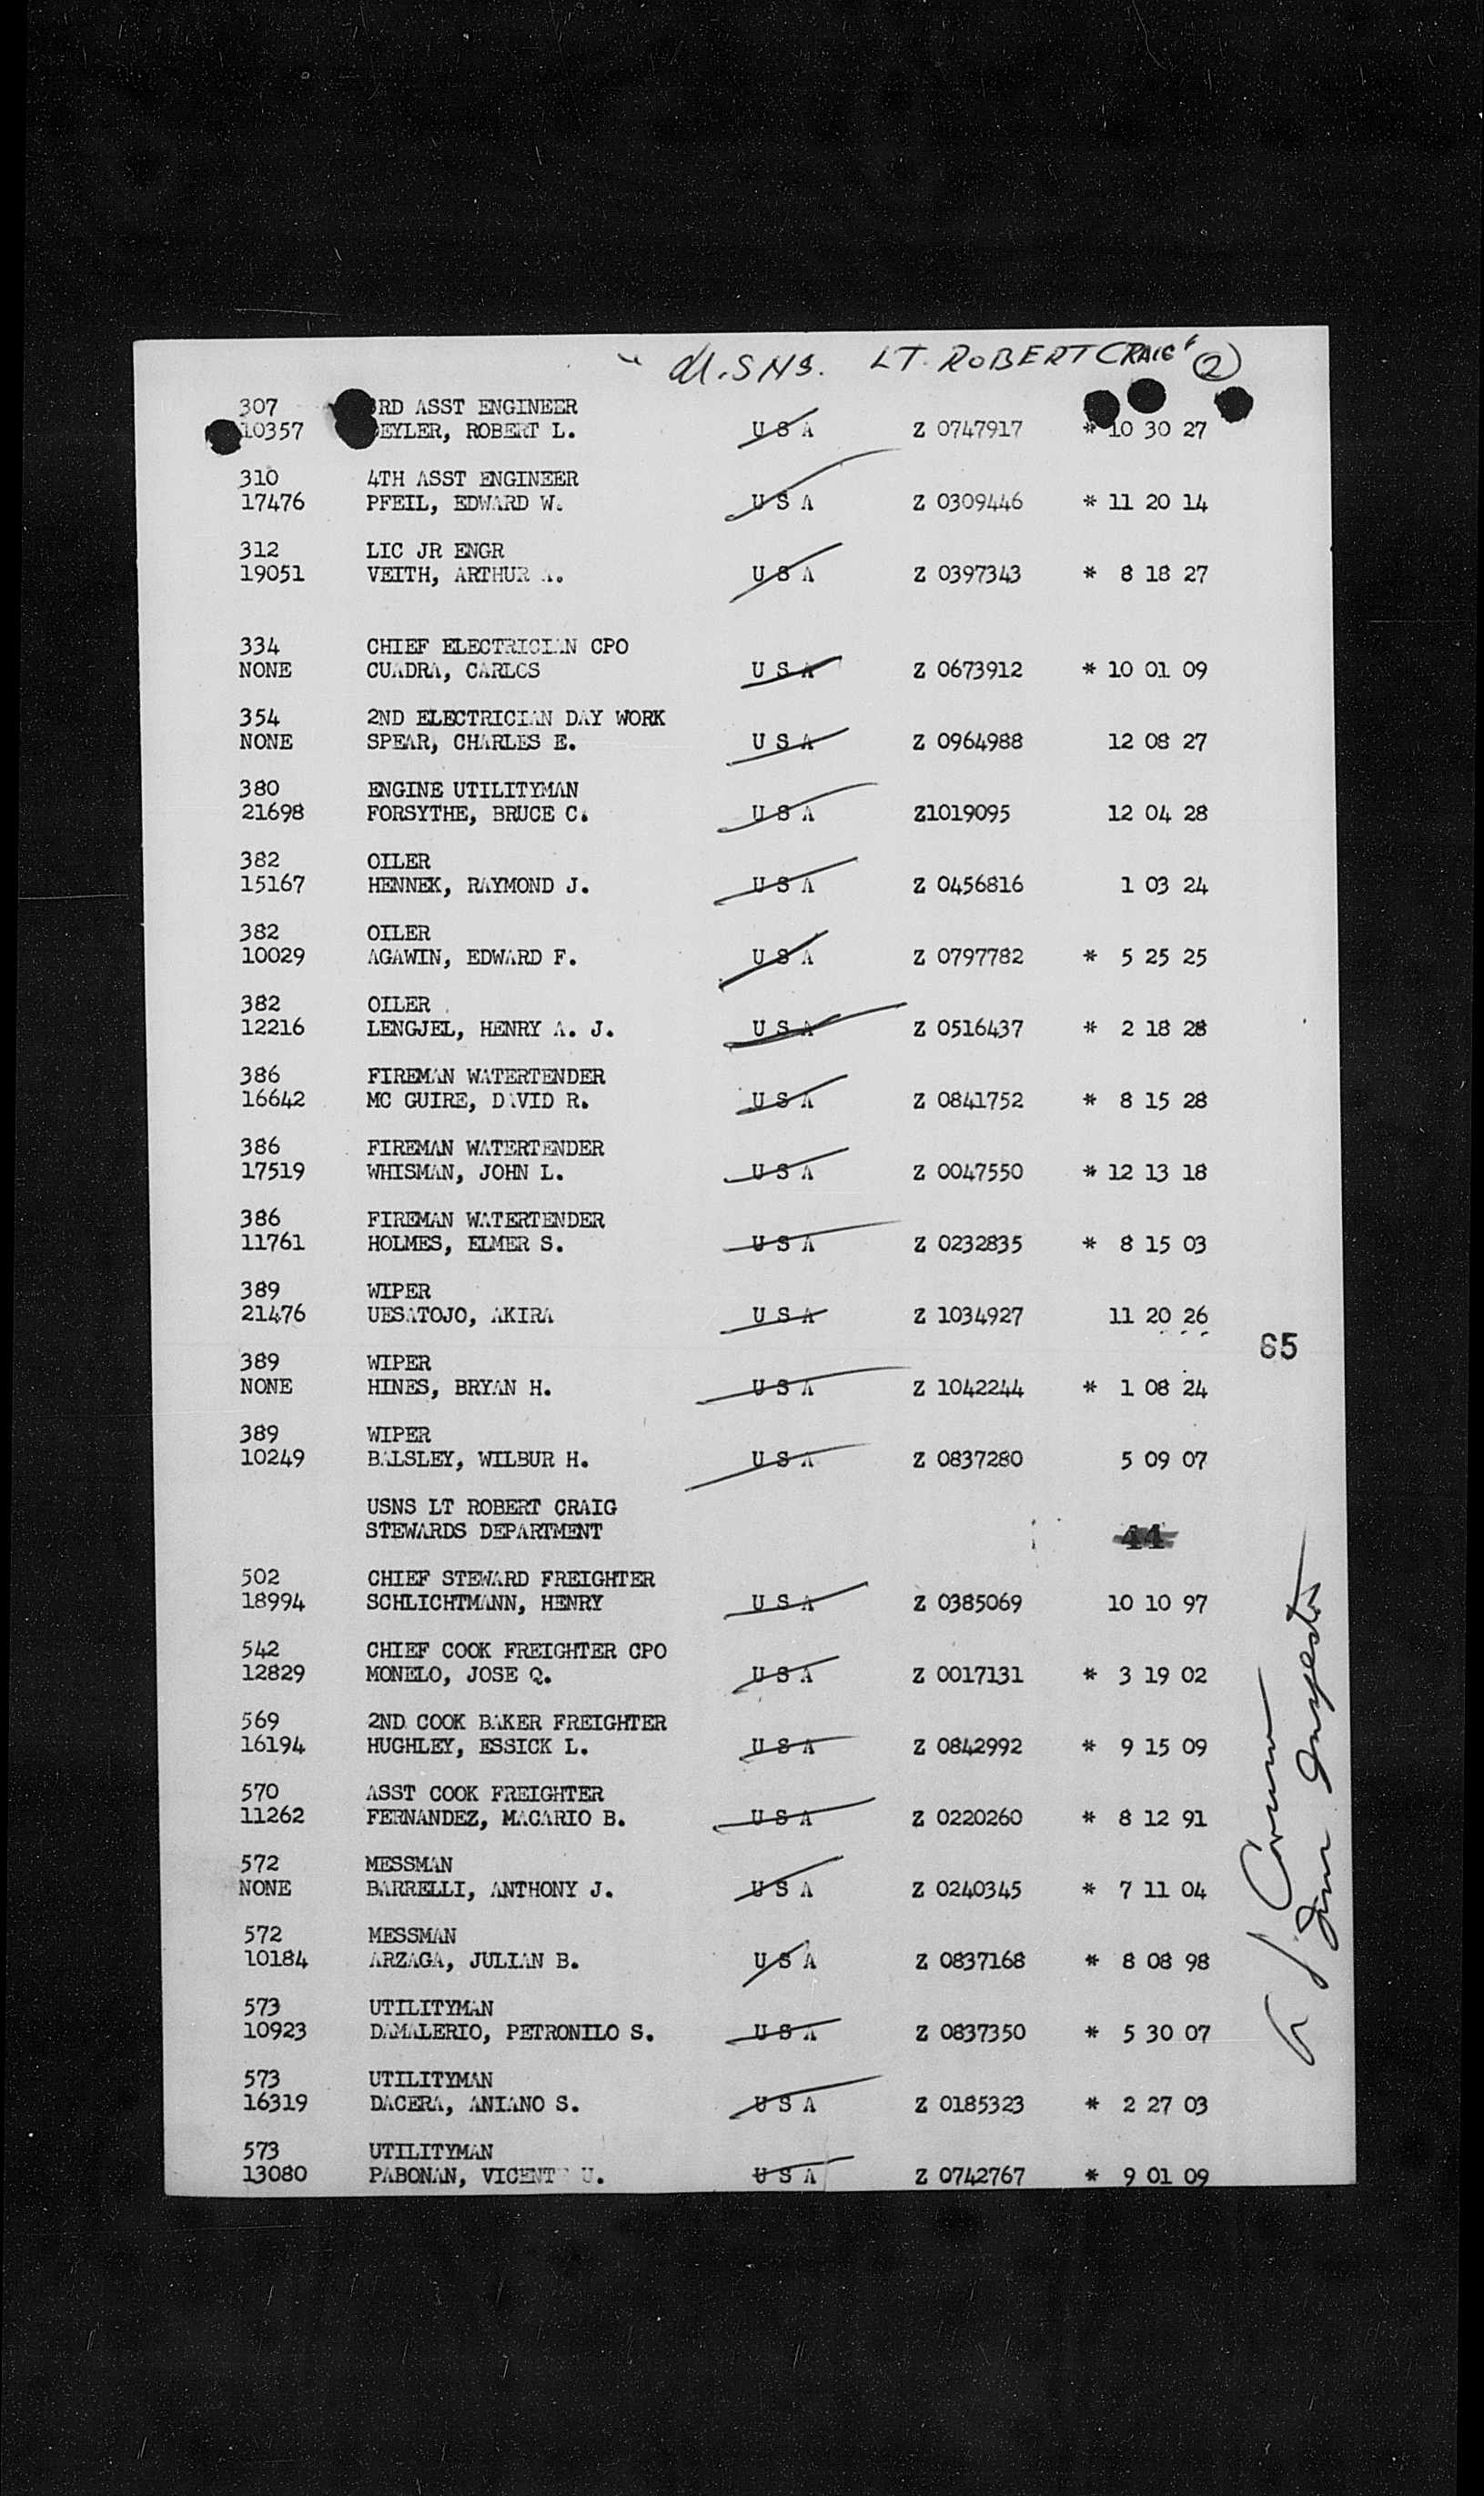 " U.S.N.S. LT. ROBERT CRAIG" 2
307 3RD ASST ENGINEER
10357 EYLER, ROBERT L. U S A Z 0747917 * 10 30 27
310 4TH ASST ENGINEER
17476 PFEIL, EDWARD W. U S A Z 0309446 * 11 20 14
312 LIC JR ENGR
19051 VEITH, ARTHUR A. U S A Z 0397343 * 8 18 27
334 CHIEF ELECTRICIAN CPO
NONE CUADRA, CARLOS U S A Z 0673912 * 10 01 09
354 2ND ELECTRICIAN DAY WORK
NONE SPEAR, CHARLES E. U S A Z 0964988 12 08 27
380 ENGINE UTILITYMAN
21698 FORSYTHE, BRUCE C. U S A Z1019095 12 04 28
382 OILER
15167 HENNEK, RAYMOND J. U S A Z 0456816 1 03 24
382 OILER
10029 AGAWIN, EDWARD F. U S A Z 0797782 * 5 25 25
382 OILER
12216 LENGJEL, HENRY A. J. U S A Z 0516437 * 2 18 28
386 FIREMAN WATERTENDER
16642 MC GUIRE, DAVID R. U S A Z 0841752 * 8 15 28
386 FIREMAN WATERTENDER
17519 WHISMAN, JOHN L. U S A Z 0047550 * 12 13 18
386 FIREMAN WATERTENDER
11761 HOLMES, ELMER S. U S A Z 0232835 * 8 15 03
389 WIPER
21476 UESATOJO, AKIRA U S A Z 1034927 11 20 26
65
389 WIPER
NONE HINES, BRYAN H. U S A Z 1042244 * 1 08 24
389 WIPER
10249 BALSLEY, WILBUR H. U S A Z 0837280 5 09 07
USNS LT ROBERT CRAIG
STEWARDS DEPARTMENT 44
502 CHIEF STEWARD FREIGHTER
18994 SCHLICHTMANN, HENRY U S A Z 0385069 10 10 97
542 CHIEF COOK FREIGHTER CPO
12829 MONELO, JOSE Q. U S A Z 0017131 * 3 19 02
569 2ND COOK BAKER FREIGHTER
16194 HUGHLEY, ESSICK L. U S A Z 0842992 * 9 15 09
570 ASST COOK FREIGHTER
11262 FERNANDEZ, MACARIO B. U S A Z 0220260 * 8 12 91
572 MESSMAN
NONE BARRELLI, ANTHONY J. U S A Z 0240345 * 7 11 04
572 MESSMAN
10184 ARZAGA, JULIAN B. U S A Z 0837168 * 8 08 98
573 UTILITYMAN
10923 DAMALERIO, PETRONILO S. U S A Z 0837350 * 5 30 07
573 UTILITYMAN
16319 DACERA, ANIANO S. U S A Z 0185323 * 2 27 03
573 UTILITYMAN
13080 PABONAN, VICENTE U. U S A Z 0742767 * 9 01 09
Imm Inspector